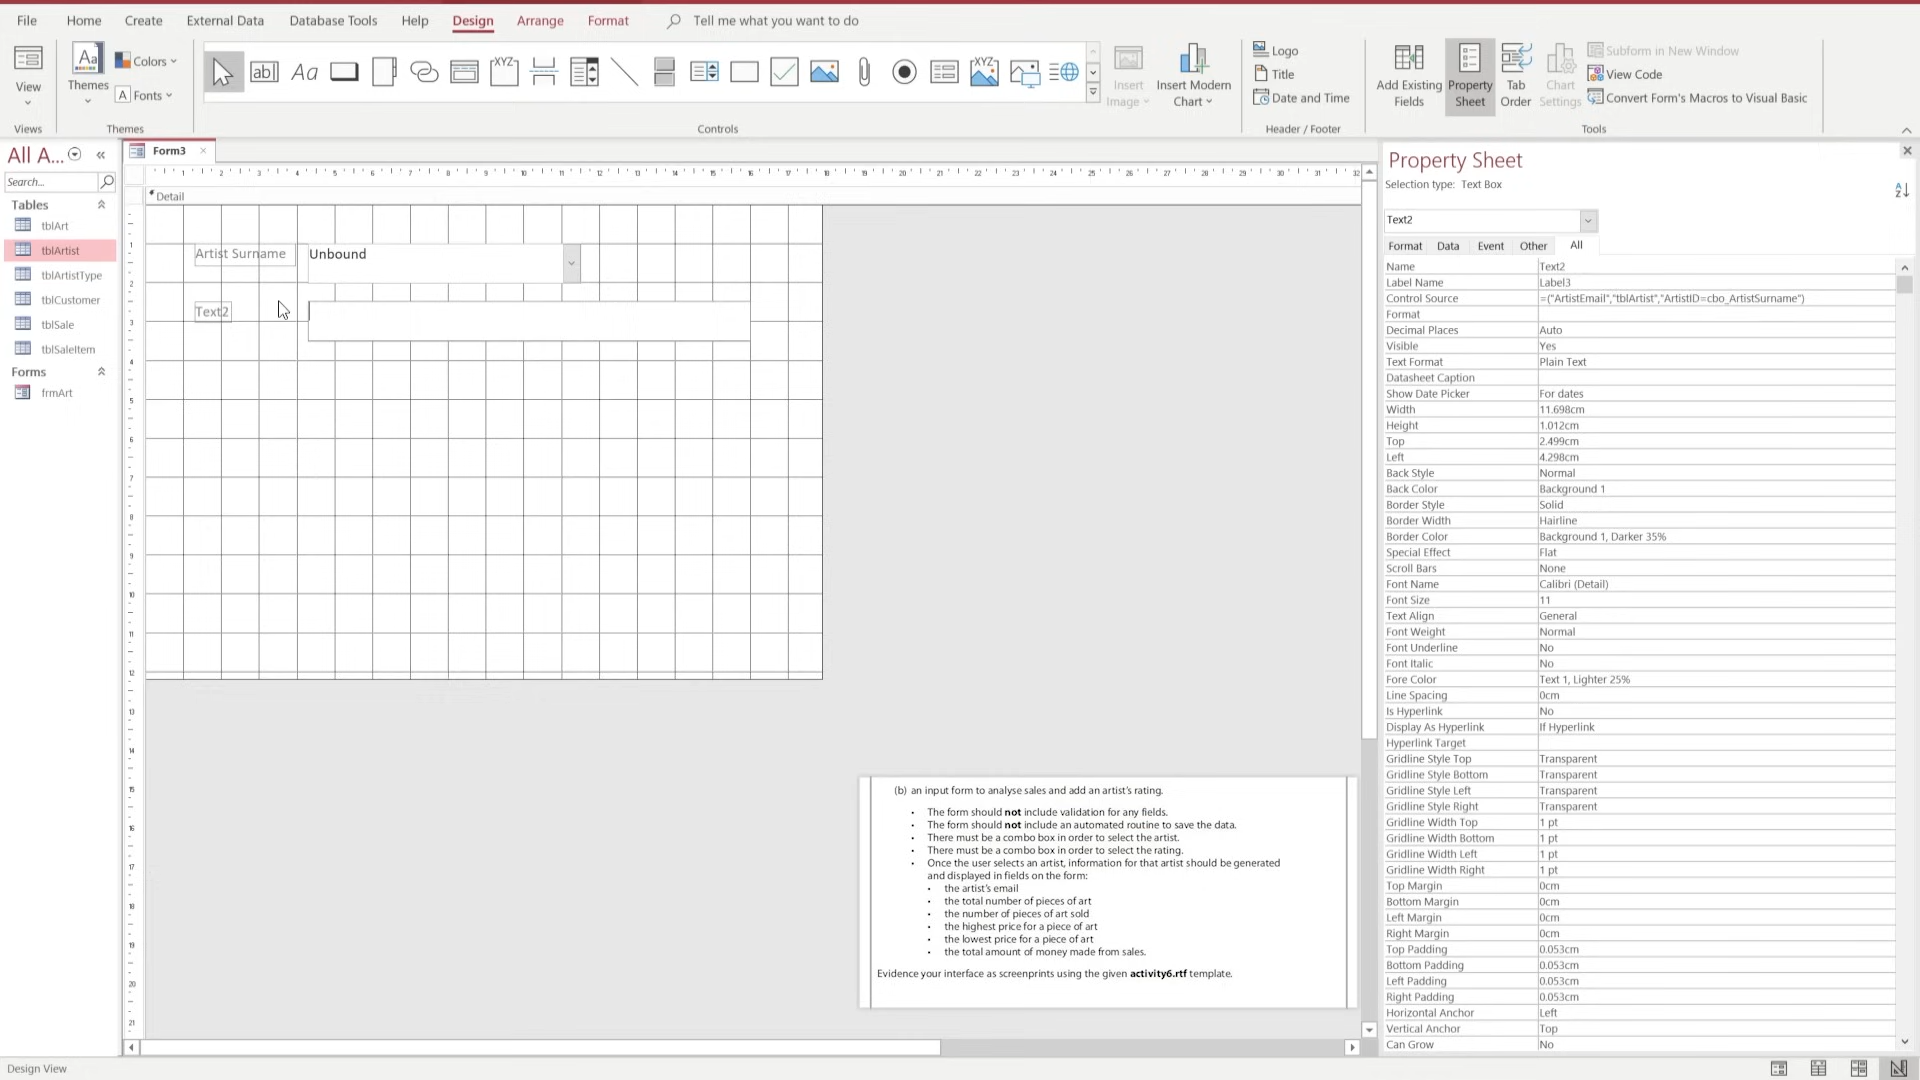 File Home Create External Data Database Tools Help Design Arrange Format Tell me what you want to do
View
Views
Themes
Colors
Fonts
Themes
Controls
Insert Image
Insert Modern Chart
Logo
Title
Date and Time
Header / Footer
Add Existing Fields
Property Sheet
Tab Order
Chart Settings
Subform in New Window
View Code
Convert Form's Macros to Visual Basic
Tools
All A...
Search...
Tables
tblArt
tblArtist
tblArtistType
tblCustomer
tblSale
tblSaleItem
Forms
frmArt
Form3
Detail
Artist Surname Unbound
Text2
(b) an input form to analyse sales and add an artist's rating.
• The form should not include validation for any fields.
• The form should not include an automated routine to save the data.
• There must be a combo box in order to select the artist.
• There must be a combo box in order to select the rating.
• Once the user selects an artist, information for that artist should be generated
and displayed in fields on the form:
• the artist's email
• the total number of pieces of art
• the number of pieces of art sold
• the highest price for a piece of art
• the lowest price for a piece of art
• the total amount of money made from sales.
Evidence your interface as screenprints using the given activity6.rtf template.
Property Sheet
Selection type: Text Box
Text2
Format Data Event Other All
Name Text2
Label Name Label3
Control Source =("ArtistEmail","tblArtist","ArtistID=cbo_ArtistSurname")
Format
Decimal Places Auto
Visible Yes
Text Format Plain Text
Datasheet Caption
Show Date Picker For dates
Width 11.698cm
Height 1.012cm
Top 2.499cm
Left 4.298cm
Back Style Normal
Back Color Background 1
Border Style Solid
Border Width Hairline
Border Color Background 1, Darker 35%
Special Effect Flat
Scroll Bars None
Font Name Calibri (Detail)
Font Size 11
Text Align General
Font Weight Normal
Font Underline No
Font Italic No
Fore Color Text 1, Lighter 25%
Line Spacing 0cm
Is Hyperlink No
Display As Hyperlink If Hyperlink
Hyperlink Target
Gridline Style Top Transparent
Gridline Style Bottom Transparent
Gridline Style Left Transparent
Gridline Style Right Transparent
Gridline Width Top 1 pt
Gridline Width Bottom 1 pt
Gridline Width Left 1 pt
Gridline Width Right 1 pt
Top Margin 0cm
Bottom Margin 0cm
Left Margin 0cm
Right Margin 0cm
Top Padding 0.053cm
Bottom Padding 0.053cm
Left Padding 0.053cm
Right Padding 0.053cm
Horizontal Anchor Left
Vertical Anchor Top
Can Grow No
Design View